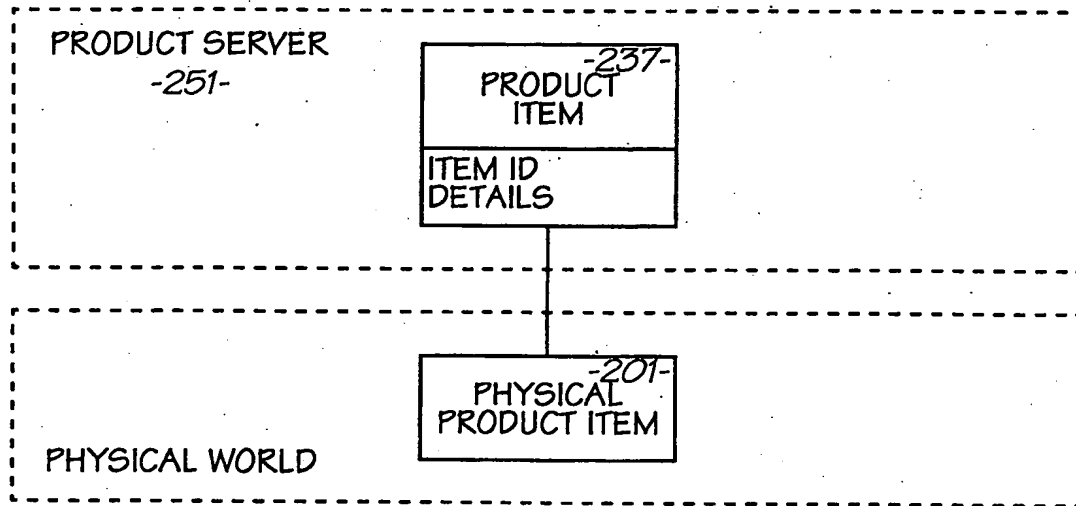 PRODUCT SERVER
-251-
-237-
PRODUCT
ITEM
ITEM ID
DETAILS
-201-
PHYSICAL
PRODUCT ITEM
PHYSICAL WORLD